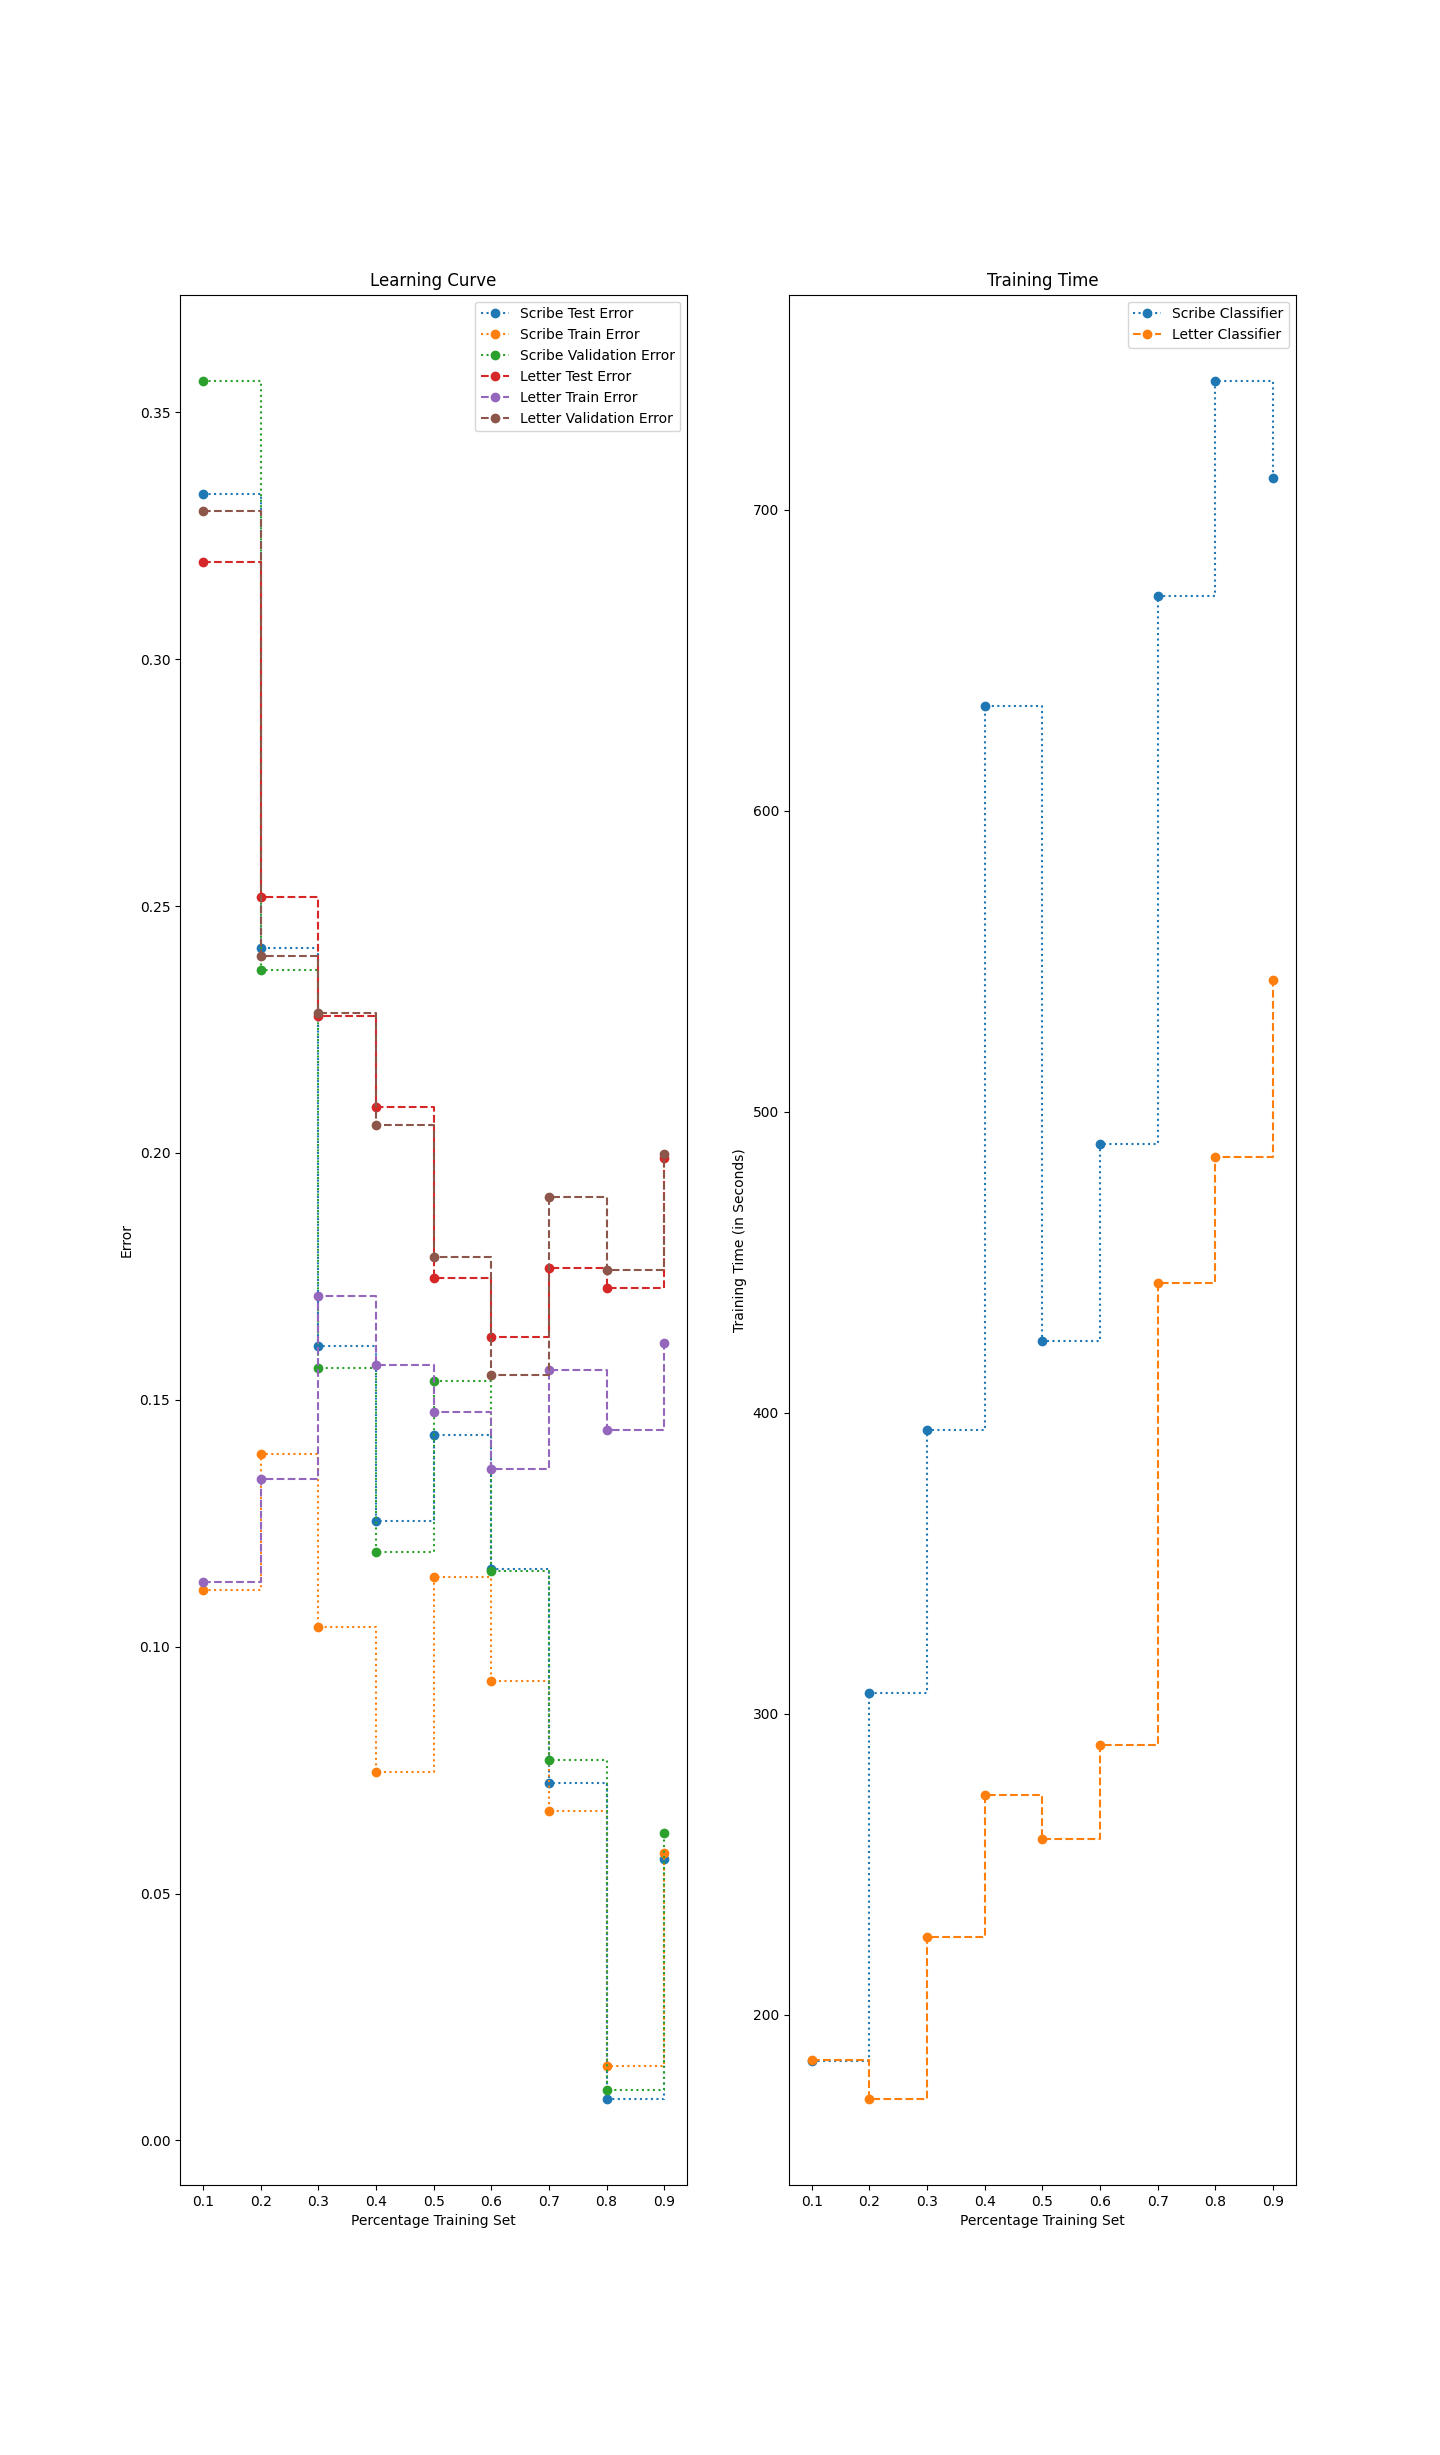 Learning Curve
Scribe Test Error
Scribe Train Error
Scribe Validation Error
Letter Test Error
Letter Train Error
Letter Validation Error
0.35
0.30
0.25
0.20
0.15
0.10
0.05
0.00
Error
0.1 0.2 0.3 0.4 0.5 0.6 0.7 0.8 0.9
Percentage Training Set
Training Time
Scribe Classifier
Letter Classifier
700
600
500
400
300
200
Training Time (in Seconds)
0.1 0.2 0.3 0.4 0.5 0.6 0.7 0.8 0.9
Percentage Training Set